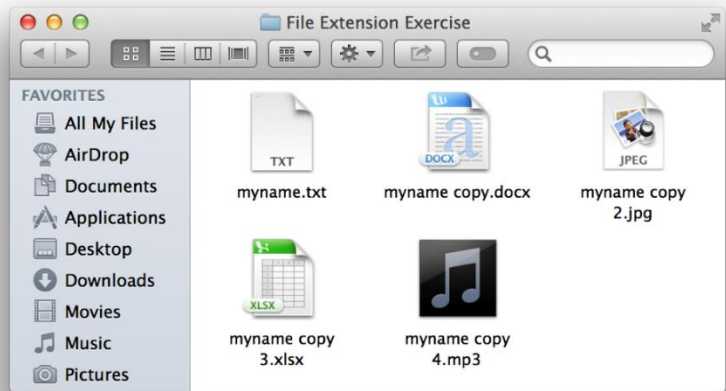 File Extension Exercise
FAVORITES
All My Files
AirDrop
Documents
Applications
Desktop
Downloads
Movies
Music
Pictures
TXT
myname.txt
DOCX
myname copy.docx
JPEG
myname copy
2.jpg
XLSX
myname copy
3.xlsx
myname copy
4.mp3